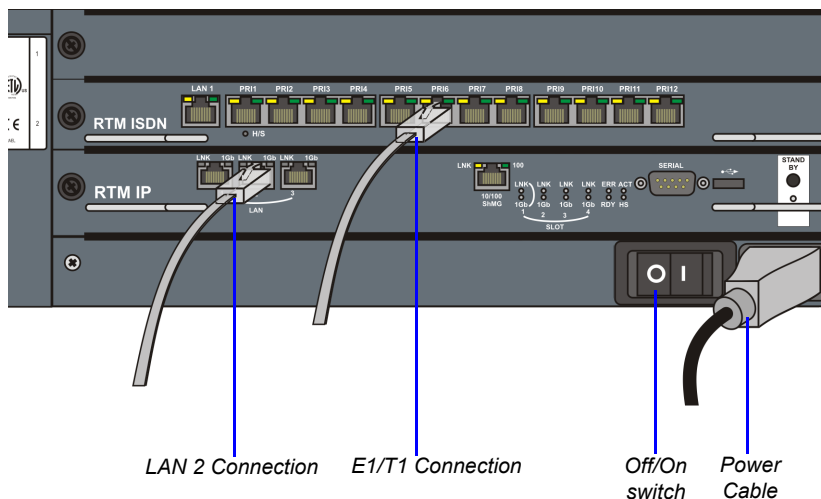 1
LAN 1 PRI1 PRI2 PRI3 PRI4 PRI5 PRI6 PRI7 PRI8 PRI9 PRI10 PRI11 PRI12
RTM ISDN
H/S
2
LNK 1Gb LNK 1Gb LNK 1Gb
LNK 100
SERIAL
STAND
BY
RTM IP
3
LAN
10/100
ShMG
LNK LNK LNK LNK ERR ACT
1Gb 1Gb 1Gb 1Gb RDY HS
1 2 3 4
SLOT
O I
LAN 2 Connection
E1/T1 Connection
Off/On
switch
Power
Cable